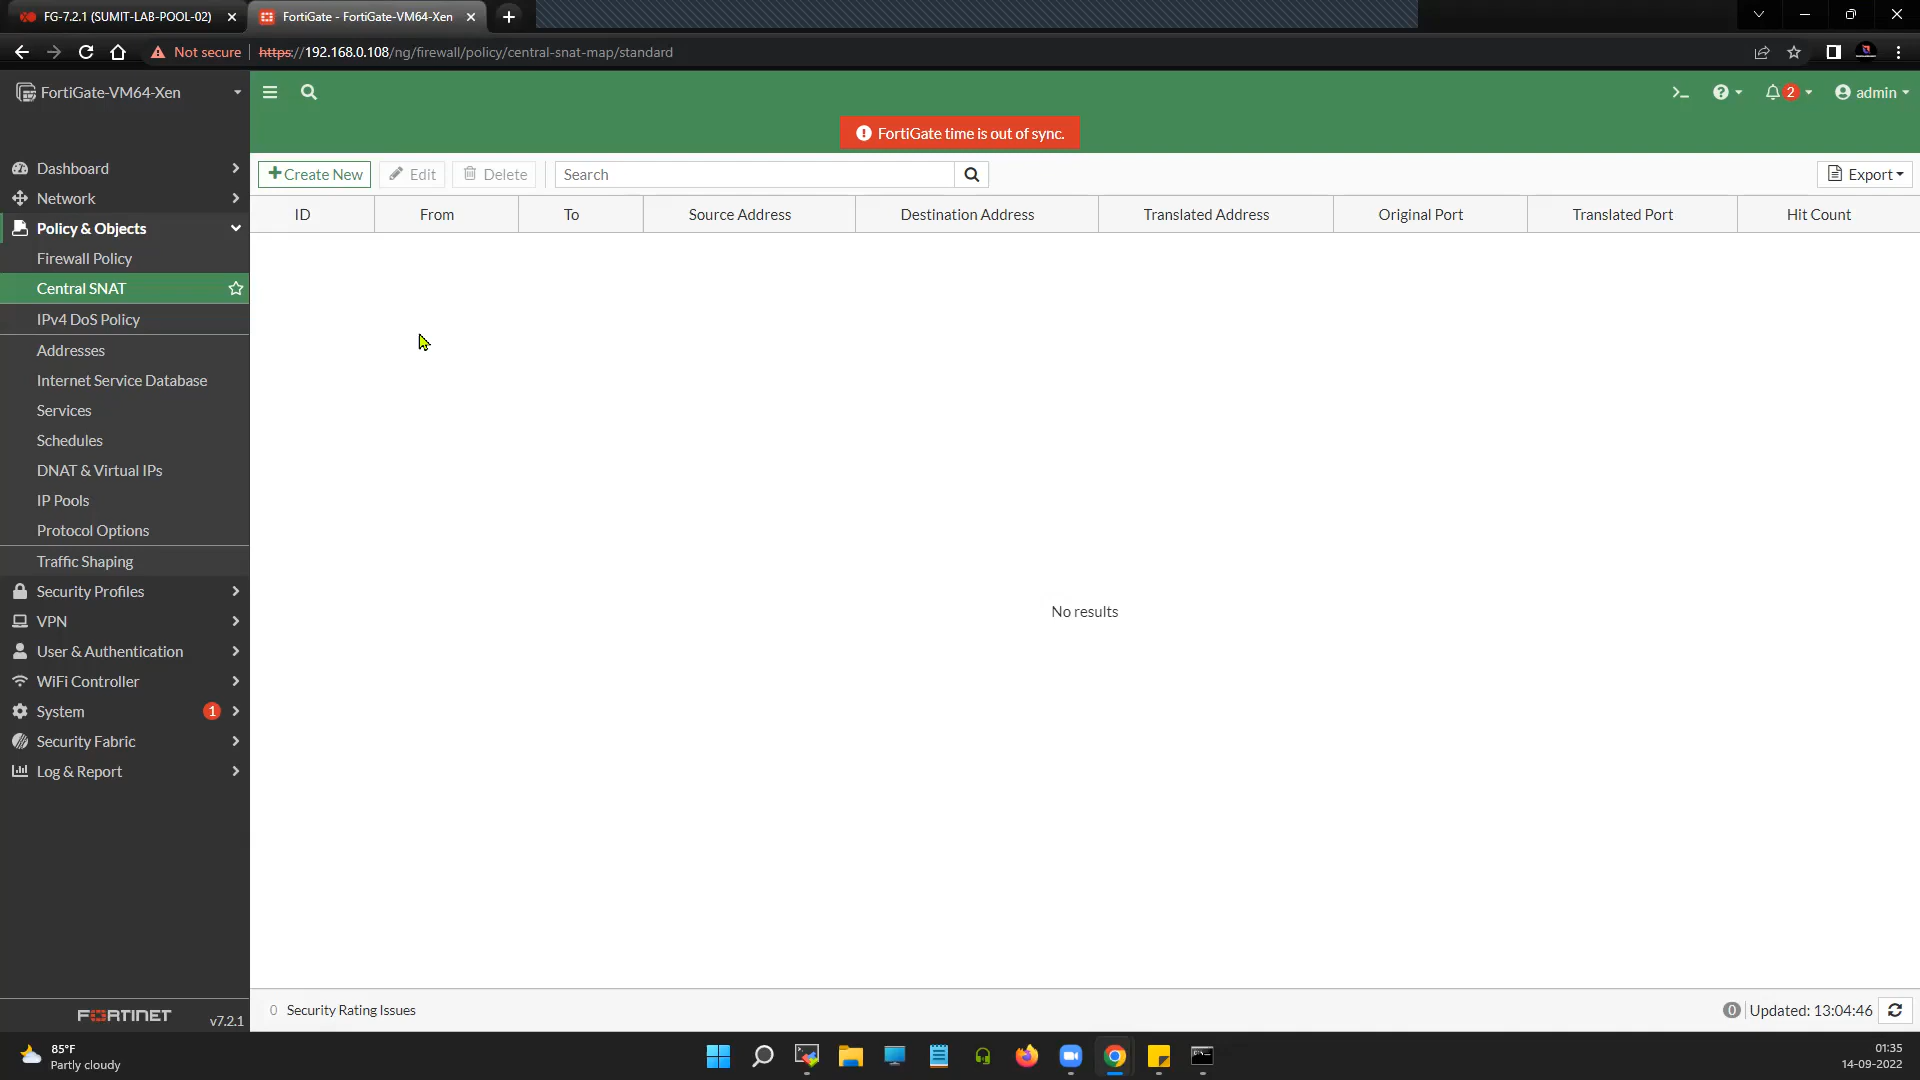 FG-7.2.1 (SUMIT-LAB-POOL-02)
FortiGate - FortiGate-VM64-Xen
Not secure
https://192.168.0.108/ng/firewall/policy/central-snat-map/standard
FortiGate-VM64-Xen
2
admin
FortiGate time is out of sync.
Dashboard
Network
Policy & Objects
Firewall Policy
Central SNAT
IPv4 DoS Policy
Addresses
Internet Service Database
Services
Schedules
DNAT & Virtual IPs
IP Pools
Protocol Options
Traffic Shaping
Security Profiles
VPN
User & Authentication
WiFi Controller
System 1
Security Fabric
Log & Report
FORTINET
v7.2.1
Create New Edit Delete Search Export
ID From To Source Address Destination Address Translated Address Original Port Translated Port Hit Count
No results
0 Security Rating Issues
0 Updated: 13:04:46
85°F
Partly cloudy
01:35
14-09-2022